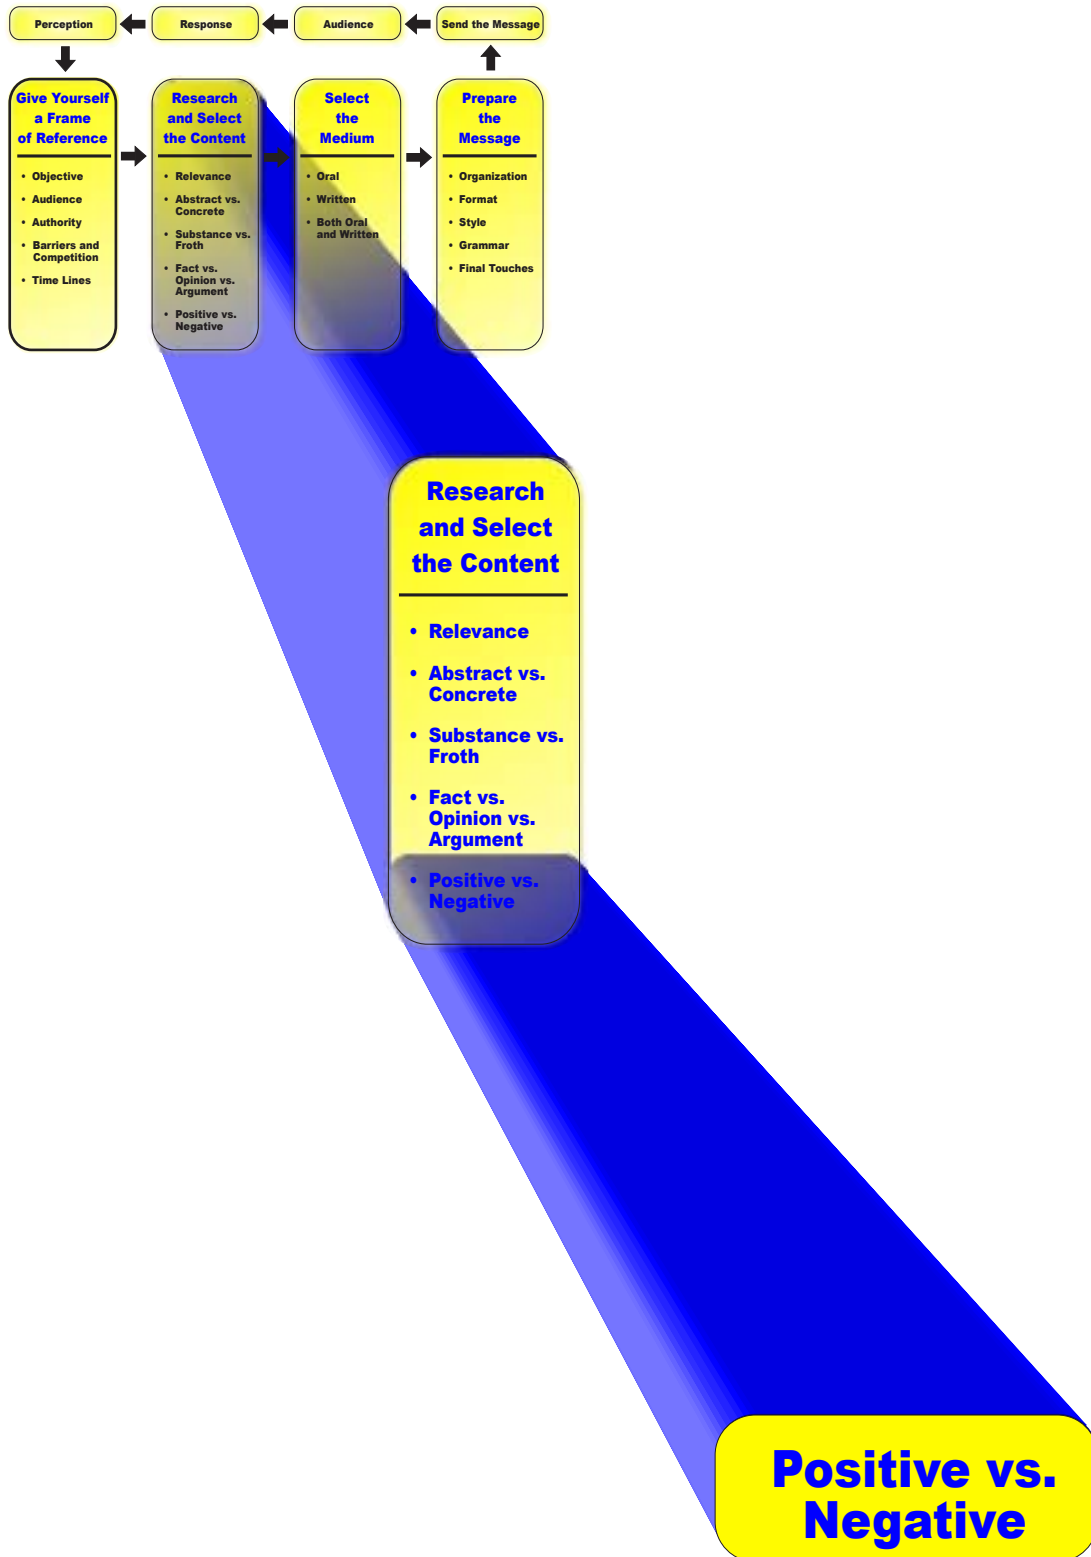 Perception
Response
Audience
Send the Message
Give Yourself
a Frame
of Reference
• Objective
• Audience
• Authority
• Barriers and
Competition
• Time Lines
Research
and Select
the Content
• Relevance
• Abstract vs.
Concrete
• Substance vs.
Froth
• Fact vs.
Opinion vs.
Argument
• Positive vs.
Negative
Select
the
Medium
• Oral
• Written
• Both Oral
and Written
Prepare
the
Message
• Organization
• Format
• Style
• Grammar
• Final Touches
Research
and Select
the Content
• Relevance
• Abstract vs.
Concrete
• Substance vs.
Froth
• Fact vs.
Opinion vs.
Argument
• Positive vs.
Negative
Positive vs.
Negative